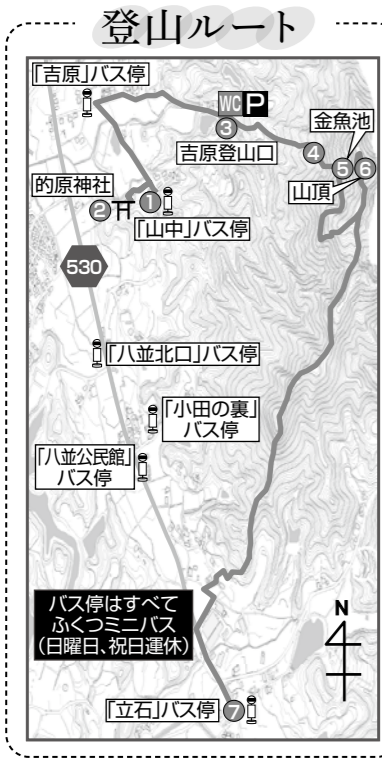 登山ルート
「吉原」バス停
WC P
③
吉原登山口
金魚池
④
⑤
⑥
山頂
的原神社
②
①
「山中」バス停
530
「八並北口」バス停
「小田の裏」
バス停
「八並公民館」
バス停
バス停はすべて
ふくつミニバス
(日曜日、祝日運休)
N
「立石」バス停
⑦